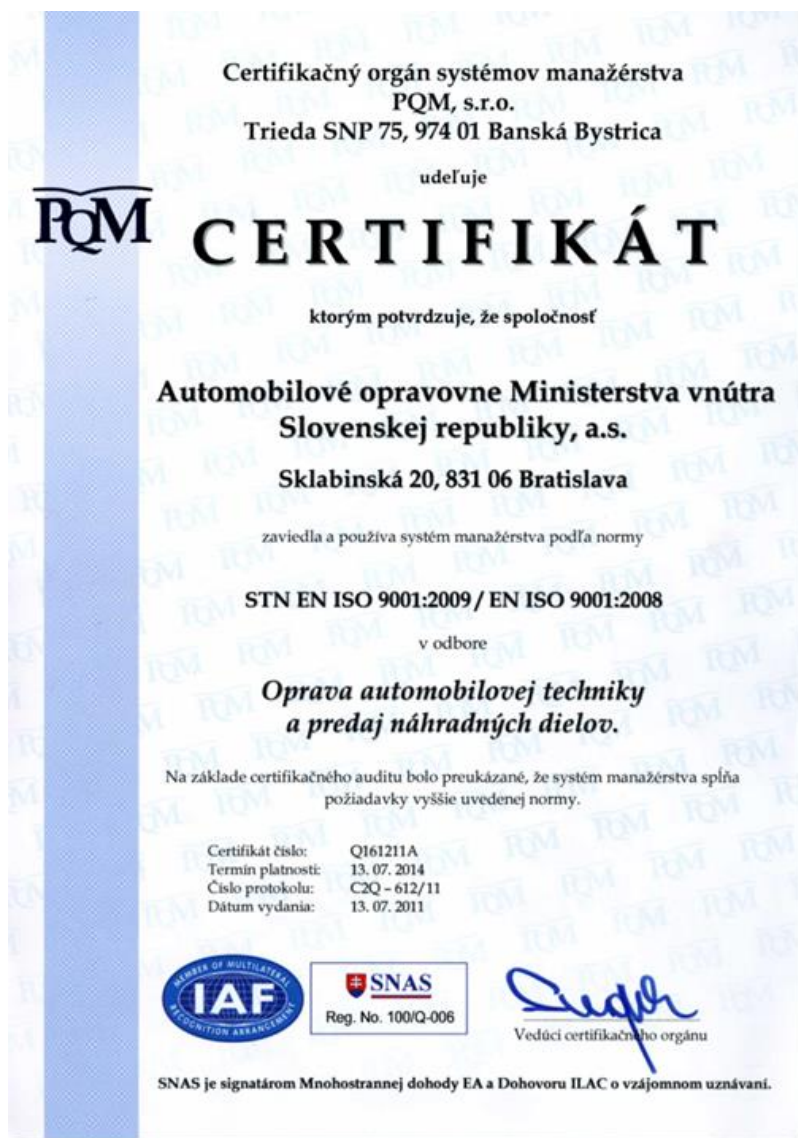 Certifikačný orgán systémov manažérstva
PQM, s.r.o.
Trieda SNP 75, 974 01 Banská Bystrica
udeľuje
PQM
CERTIFIKÁT
ktorým potvrdzuje, že spoločnosť
Automobilové opravovne Ministerstva vnútra
Slovenskej republiky, a.s.
Sklabinská 20, 831 06 Bratislava
zaviedla a používa systém manažérstva podľa normy
STN EN ISO 9001:2009 / EN ISO 9001:2008
v odbore
Oprava automobilovej techniky
a predaj náhradných dielov.
Na základe certifikačného auditu bolo preukázané, že systém manažérstva spĺňa
požiadavky vyššie uvedenej normy.
Certifikát číslo: Q161211A
Termín platnosti: 13. 07. 2014
Číslo protokolu: C2Q – 612/11
Dátum vydania: 13. 07. 2011
MEMBER OF MULTILATERAL
IAF
RECOGNITION ARRANGEMENT
SNAS
Reg. No. 100/Q-006
Vedúci certifikačného orgánu
SNAS je signatárom Mnohostrannej dohody EA a Dohovoru ILAC o vzájomnom uznávaní.